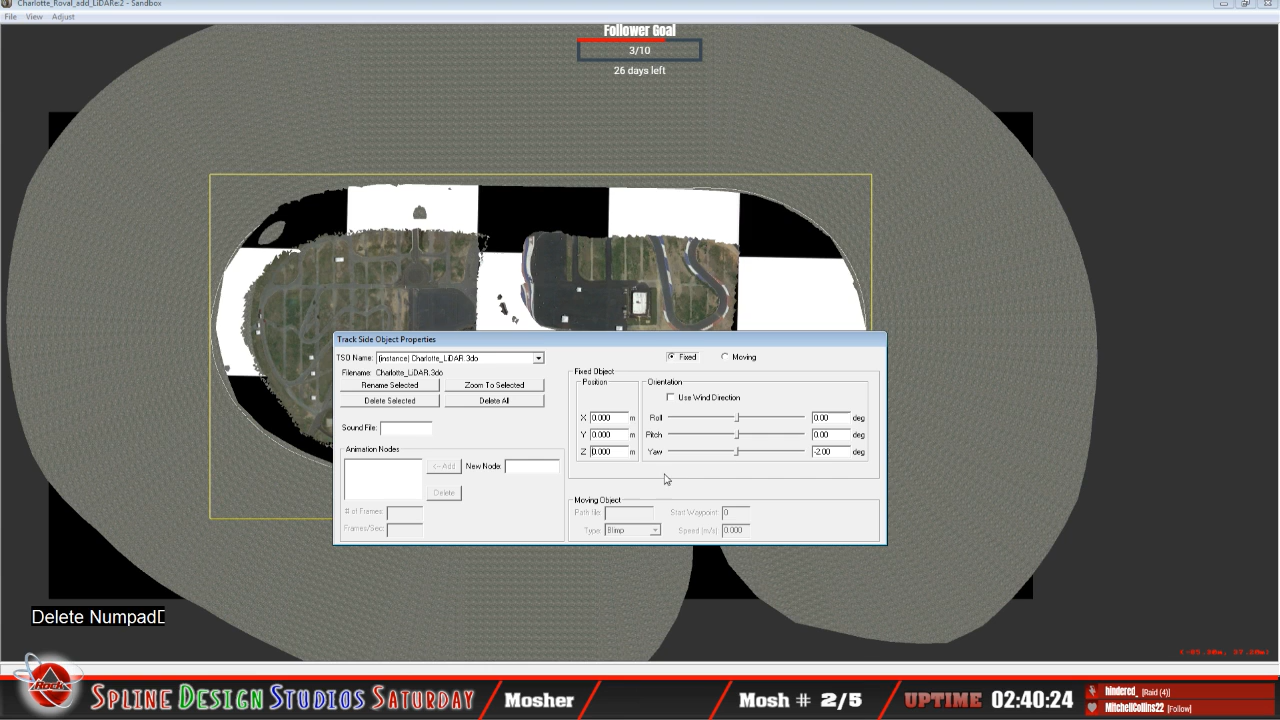 Charlotte_Roval_add_LiDARe:2 - Sandbox
File View Adjust
Follower Goal
3/10
26 days left
Track Side Object Properties
TSO Name: (instance) Charlotte_LiDAR.3do
Fixed Moving
Filename: Charlotte_LiDAR.3do
Rename Selected Zoom To Selected
Delete Selected Delete All
Sound File:
Animation Nodes
<-- Add New Node:
Delete
# of Frames:
Frames/Sec:
Fixed Object
Position
X 0.000 m
Y 0.000 m
Z 0.000 m
Orientation
Use Wind Direction
Roll 0.00 deg
Pitch 0.00 deg
Yaw -2.00 deg
Moving Object
Path file: Start Waypoint: 0
Type: Blimp Speed (m/s): 0.000
Delete Numpad
SPLINE DESIGN STUDIOS SATURDAY
Mosher
Mosh # 2/5
UPTIME 02:40:24
hindered_ [Raid (4)]
MitchellCollins22 [Follow]